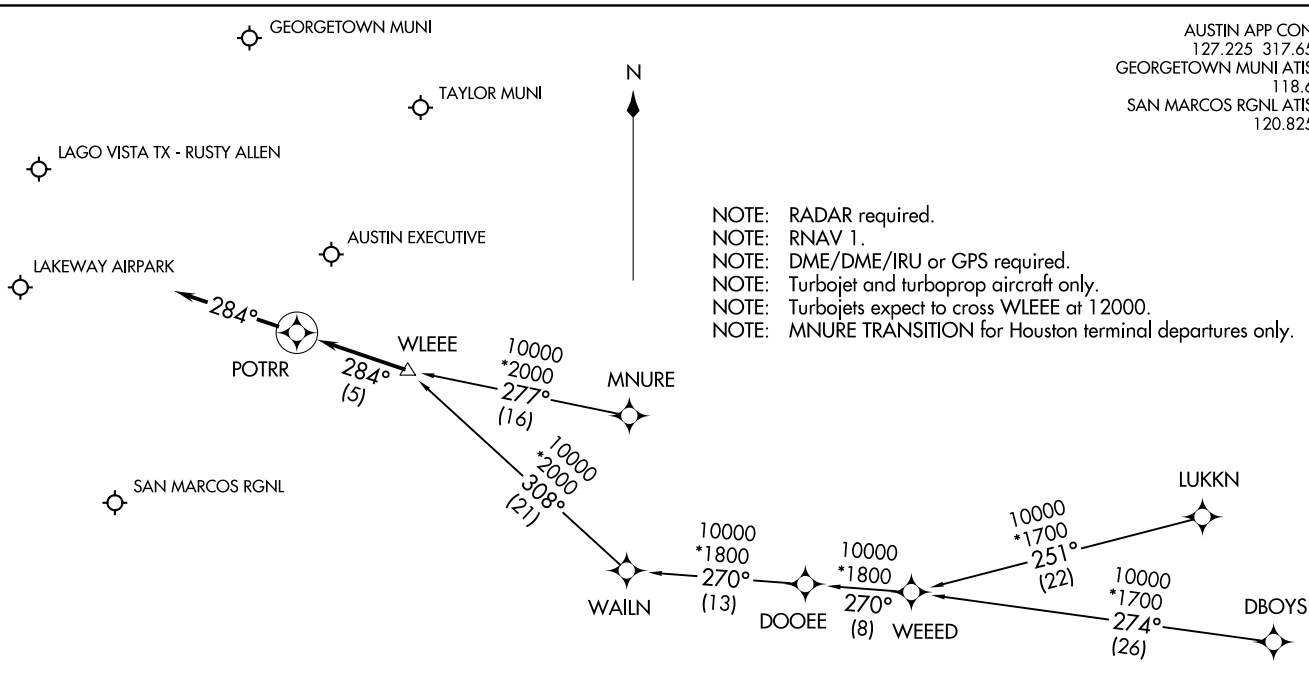 GEORGETOWN MUNI
TAYLOR MUNI
LAGO VISTA TX - RUSTY ALLEN
AUSTIN EXECUTIVE
LAKEWAY AIRPARK
N
AUSTIN APP CON
127.225 317.65
GEORGETOWN MUNI ATIS
118.6
SAN MARCOS RGNL ATIS
120.825
NOTE: RADAR required.
NOTE: RNAV 1.
NOTE: DME/DME/IRU or GPS required.
NOTE: Turbojet and turboprop aircraft only.
NOTE: Turbojets expect to cross WLEEE at 12000.
NOTE: MNURE TRANSITION for Houston terminal departures only.
284°
POTRR
284°
(5)
WLEEE
10000
*2000
277°
(16)
MNURE
10000
*2000
308°
(21)
SAN MARCOS RGNL
WAILN
10000
*1800
270°
(13)
DOOEE
10000
*1800
270°
(8)
WEEED
10000
*1700
251°
(22)
LUKKN
10000
*1700
274°
(26)
DBOYS